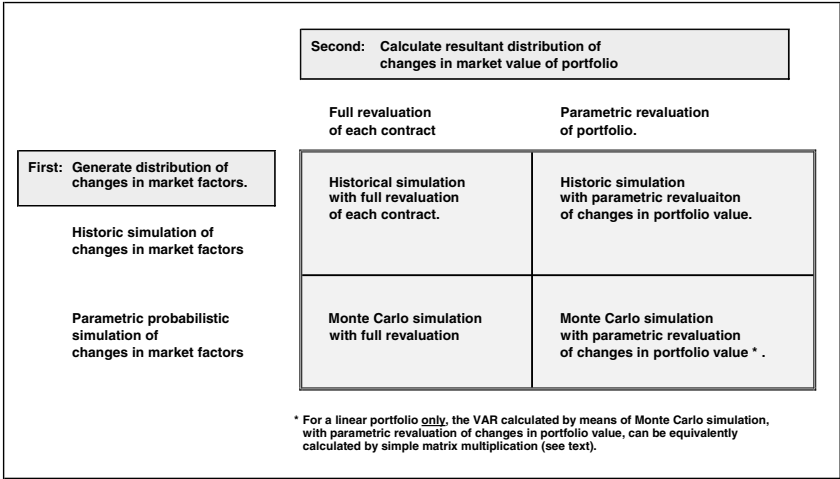 Second: Calculate resultant distribution of
changes in market value of portfolio
Full revaluation
of each contract
Parametric revaluation
of portfolio.
First: Generate distribution of
changes in market factors.
Historical simulation
with full revaluation
of each contract.
Historic simulation
with parametric revaluaiton
of changes in portfolio value.
Historic simulation of
changes in market factors
Parametric probabilistic
simulation of
changes in market factors
Monte Carlo simulation
with full revaluation
Monte Carlo simulation
with parametric revaluation
of changes in portfolio value * .
* For a linear portfolio only, the VAR calculated by means of Monte Carlo simulation,
with parametric revaluation of changes in portfolio value, can be equivalently
calculated by simple matrix multiplication (see text).